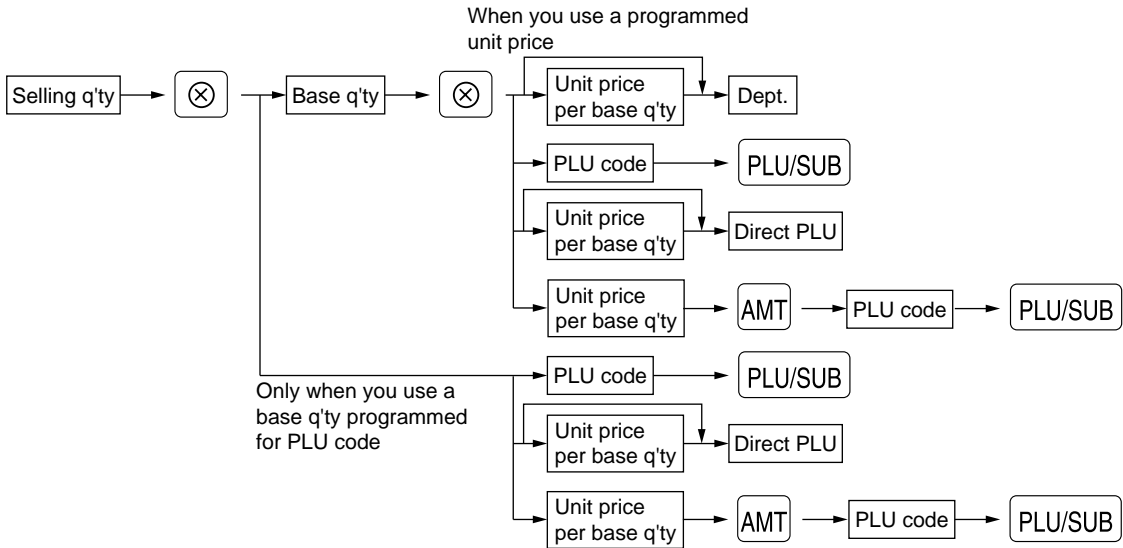 When you use a programmed
unit price
Selling q'ty
⊗
Base q'ty
⊗
Unit price
per base q'ty
Dept.
PLU code
PLU/SUB
Unit price
per base q'ty
Direct PLU
Unit price
per base q'ty
AMT
PLU code
PLU/SUB
Only when you use a
base q'ty programmed
for PLU code
PLU code
PLU/SUB
Unit price
per base q'ty
Direct PLU
Unit price
per base q'ty
AMT
PLU code
PLU/SUB